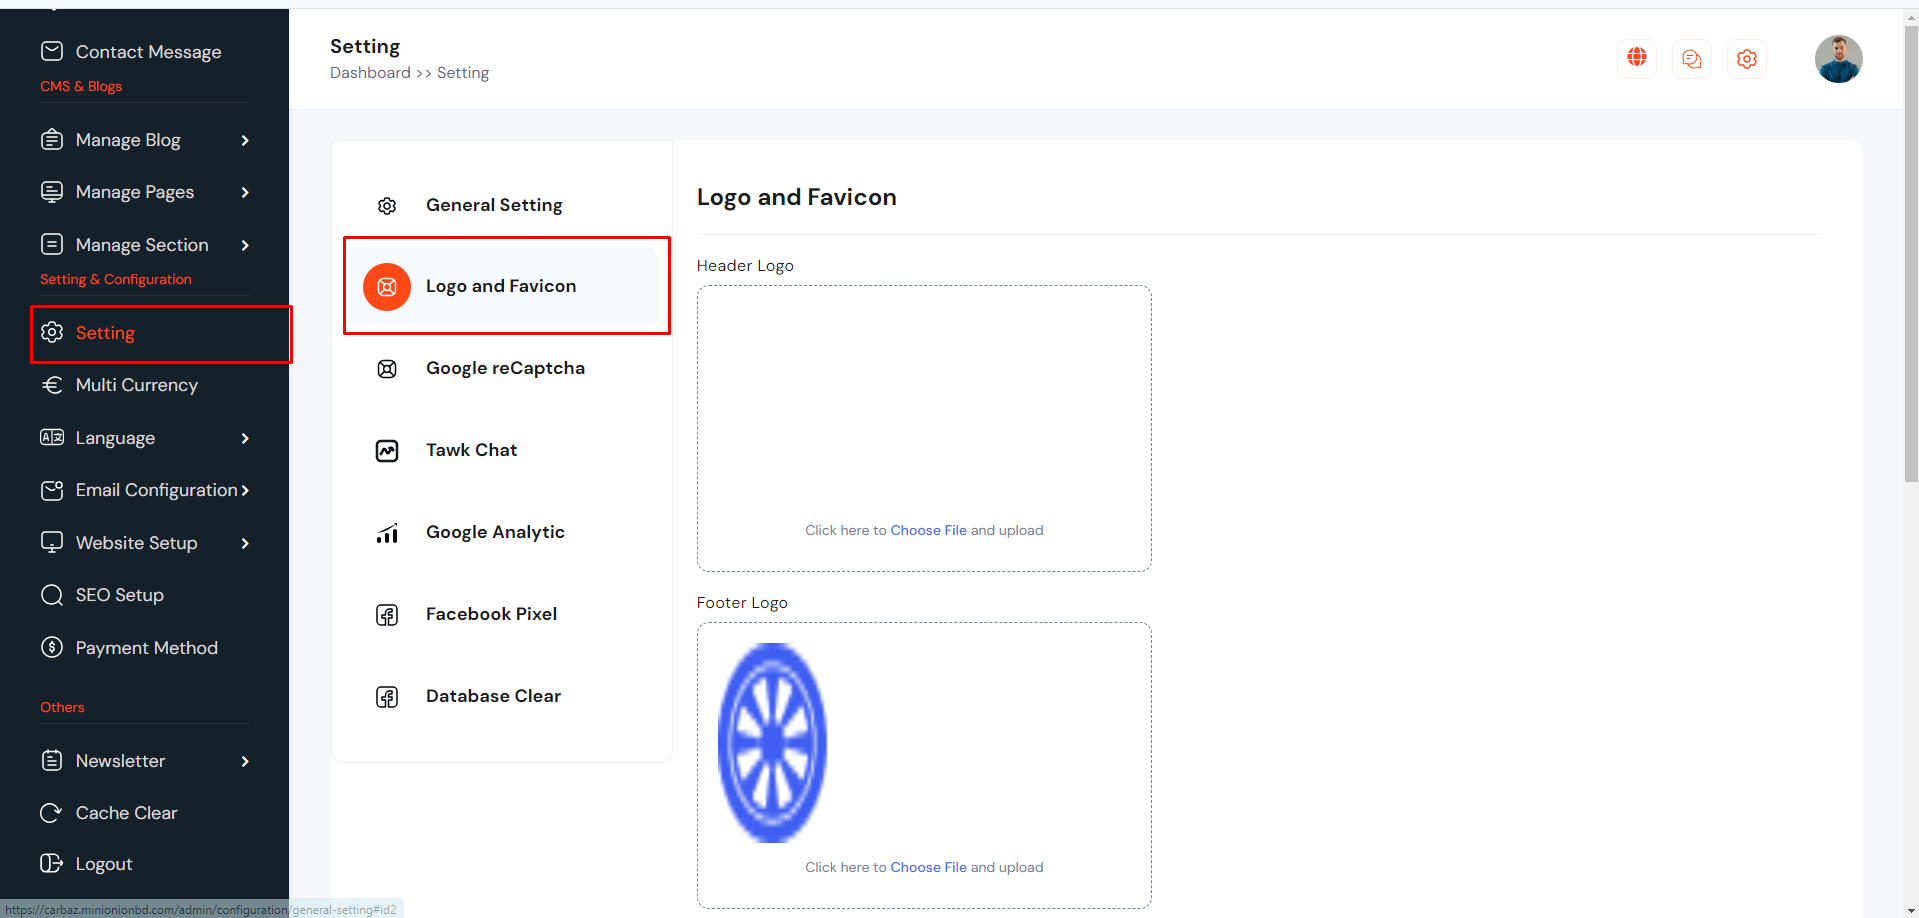 Contact Message
CMS & Blogs
Manage Blog
Manage Pages
Manage Section
Setting & Configuration
Setting
Multi Currency
Language
Email Configuration
Website Setup
SEO Setup
Payment Method
Others
Newsletter
Cache Clear
Logout
https://carbaz.minionionbd.com/admin/configuration/general-setting#id2
Setting
Dashboard >> Setting
General Setting
Logo and Favicon
Google reCaptcha
Tawk Chat
Google Analytic
Facebook Pixel
Database Clear
Logo and Favicon
Header Logo
Click here to Choose File and upload
Footer Logo
Click here to Choose File and upload